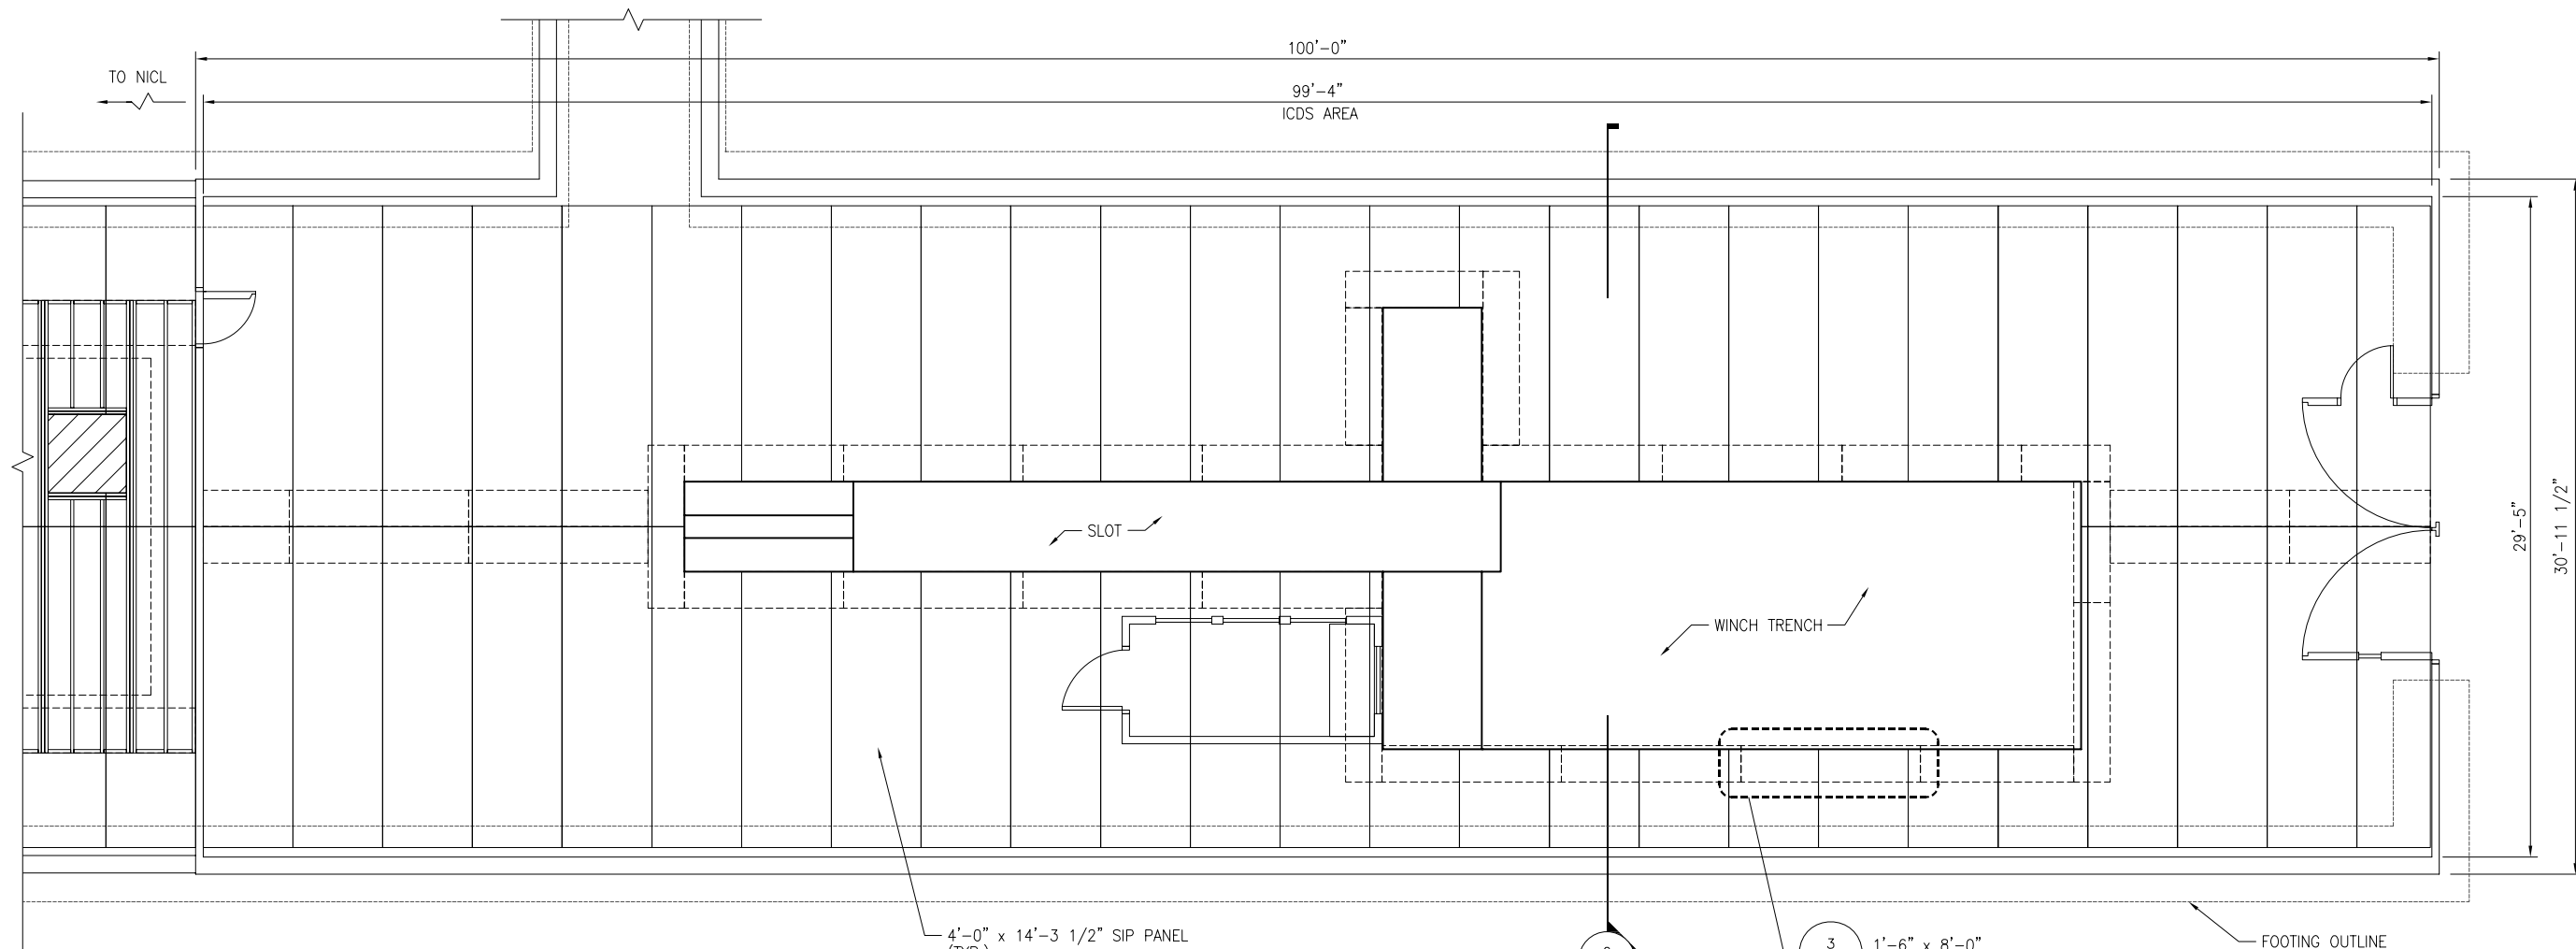 100'-0"
TO NICL
99'-4"
ICDS AREA
SLOT
WINCH TRENCH
29'-5"
30'-11 1/2"
4'-0" x 14'-3 1/2" SIP PANEL
(TYP.)
3
1'-6" x 8'-0"
FOOTING OUTLINE